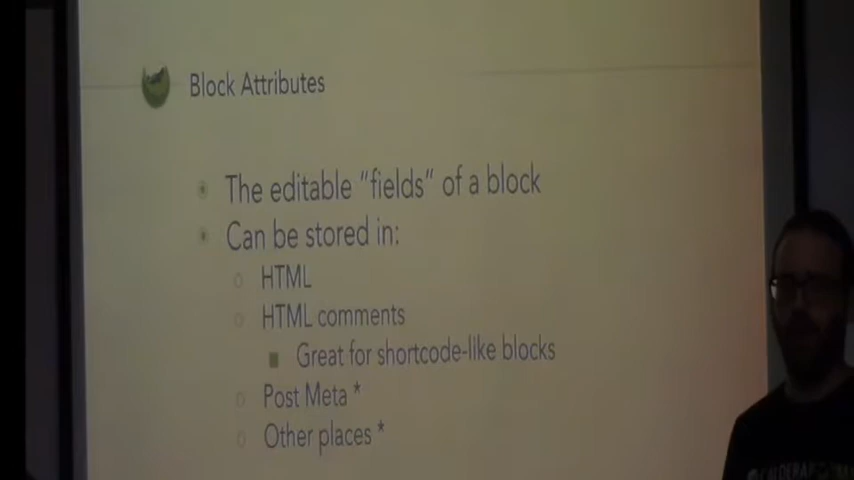 Block Attributes
The editable “fields” of a block
Can be stored in:
HTML
HTML comments
Great for shortcode-like blocks
Post Meta *
Other places *